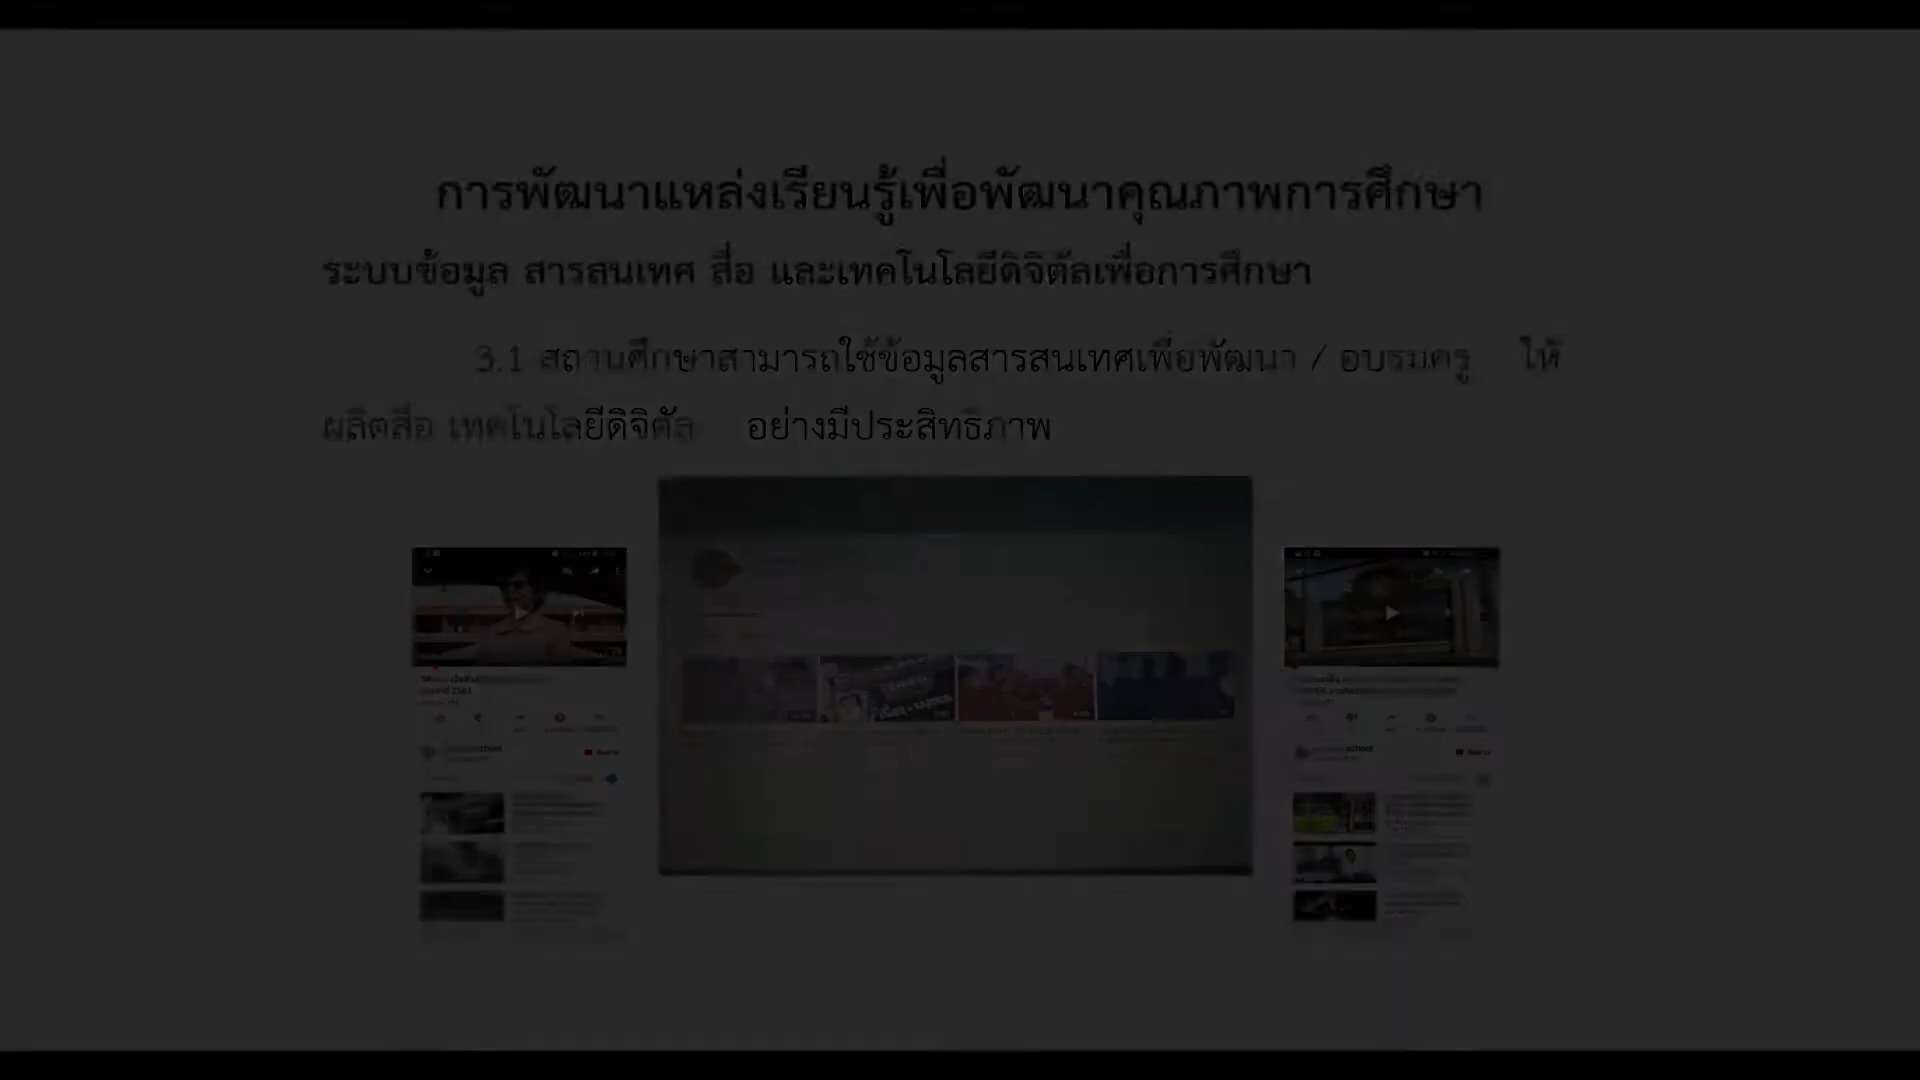 การพัฒนาแหล่งเรียนรู้เพื่อพัฒนาคุณภาพการศึกษา
ระบบข้อมูล สารสนเทศ สื่อ และเทคโนโลยีดิจิตัลเพื่อการศึกษา
3.1 สถานศึกษาสามารถใช้ข้อมูลสารสนเทศเพื่อพัฒนา / อบรมครู ให้
ผลิตสื่อ เทคโนโลยีดิจิตัล อย่างมีประสิทธิภาพ